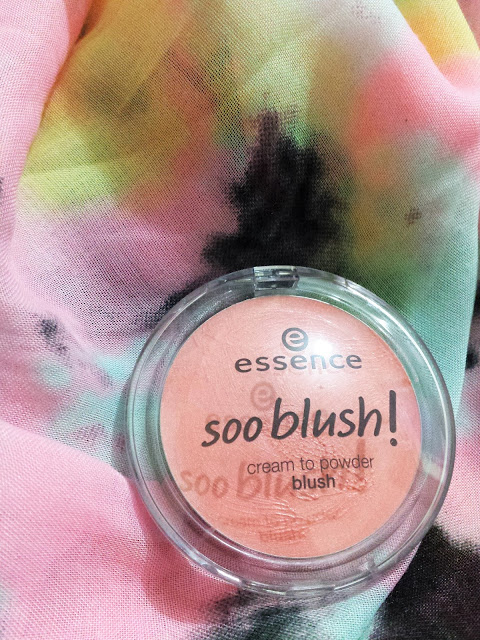 e
essence
soo blush!
cream to powder
blush